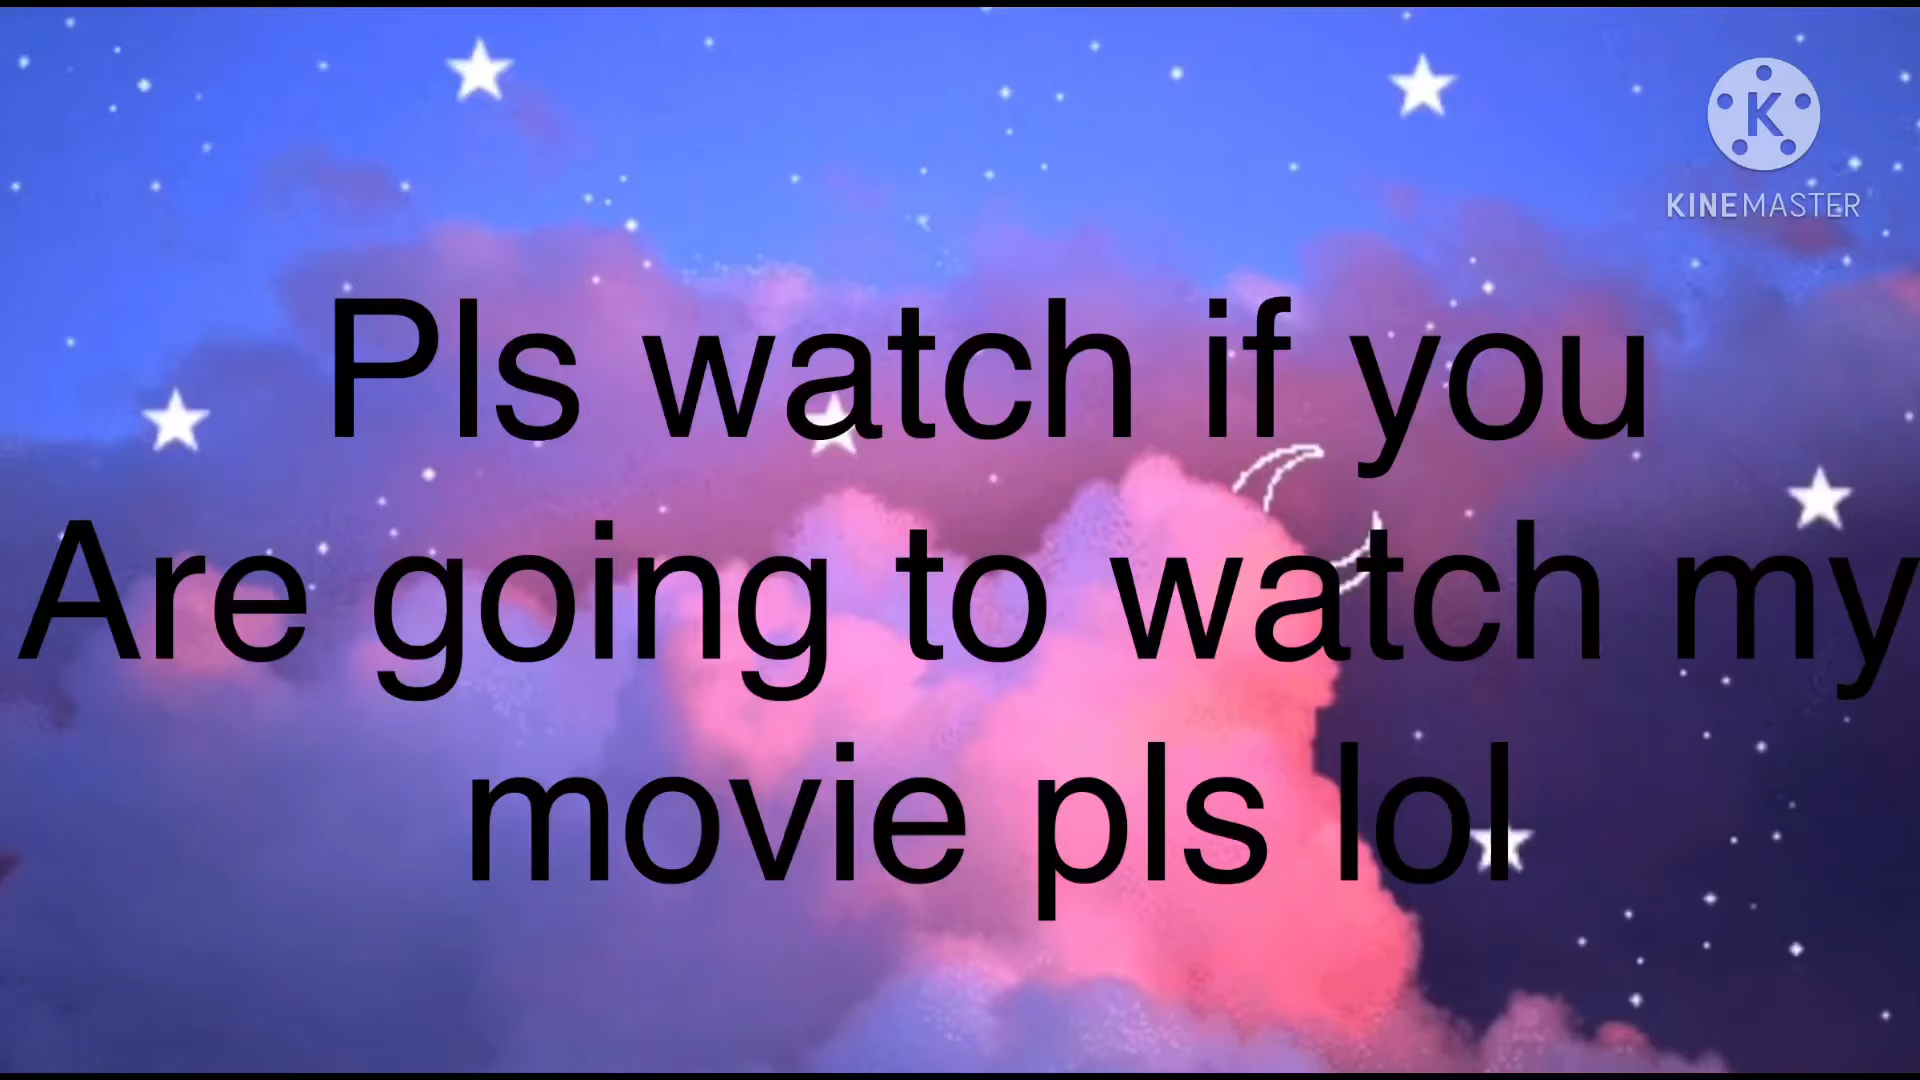 K
KINEMASTER
Pls watch if you
Are going to watch my
movie pls lol